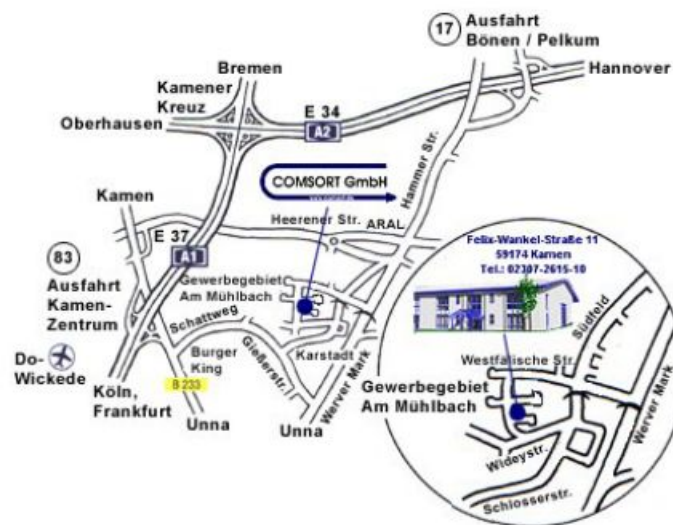 17
Ausfahrt
Bönen / Pelkum
Bremen
Hannover
Kamener
Kreuz
E 34
Oberhausen
A2
COMSORT GmbH
Hammer Str.
Kamen
Heerener Str.
ARAL
E 37
A1
83
Ausfahrt
Kamen-
Zentrum
Gewerbegebiet
Am Mühlbach
Schattweg
Felix-Wankel-Straße 11
59174 Kamen
Tel.: 02307-2615-10
Südfeld
Do-
Wickede
Burger
King
Gießerstr.
Karstadt
Werver Mark
Westfälische Str.
Köln,
Frankfurt
B 233
Unna
Unna
Gewerbegebiet
Am Mühlbach
Werver Mark
Wideystr.
Schlosserstr.